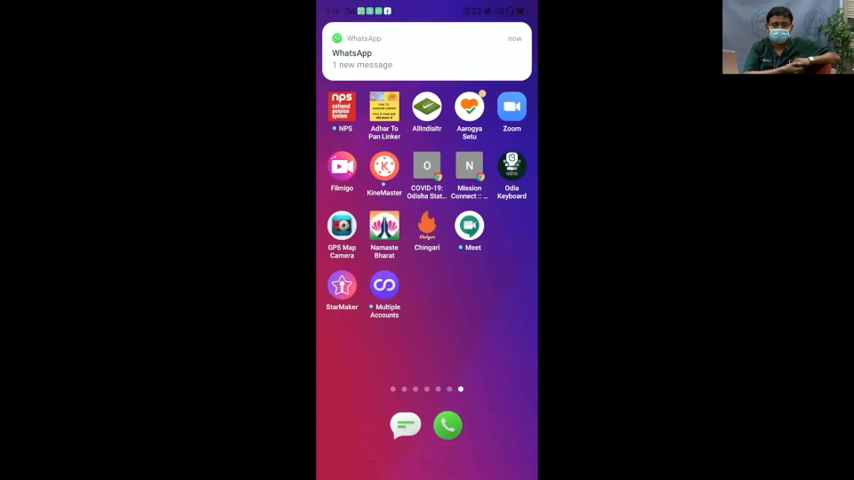 WhatsApp
now
WhatsApp
1 new message
nps
national
pension
system
NPS
Adhar To
Pan Linker
AllIndiaItr
Aarogya
Setu
Zoom
Filmigo
KineMaster
O
COVID-19:
Odisha Stat...
N
Mission
Connect :: ...
Odia
Keyboard
GPS Map
Camera
Namaste
Bharat
Chingari
Meet
StarMaker
Multiple
Accounts